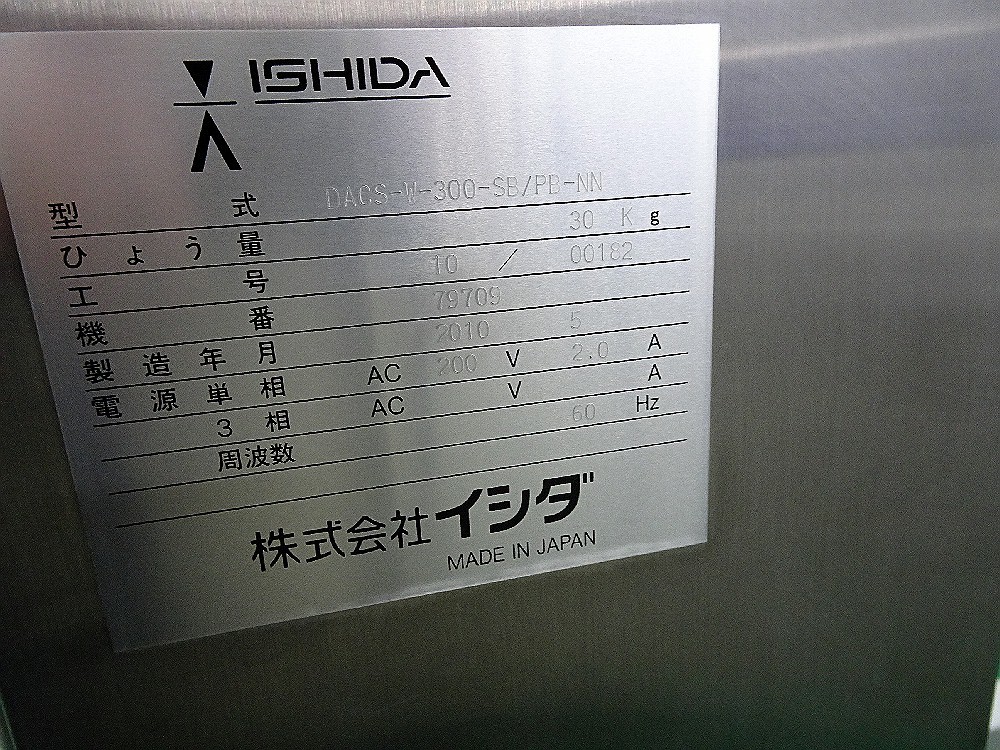 ISHIDA
型式 DACS-W-300-SB/PB-NN
ひょう量 30 Kg
工号 10 / 00182
機番 79709
製造年月 2010 5
電源単相 AC 200 V 2.0 A
3相 AC V A
周波数 60 Hz
株式会社イシダ
MADE IN JAPAN